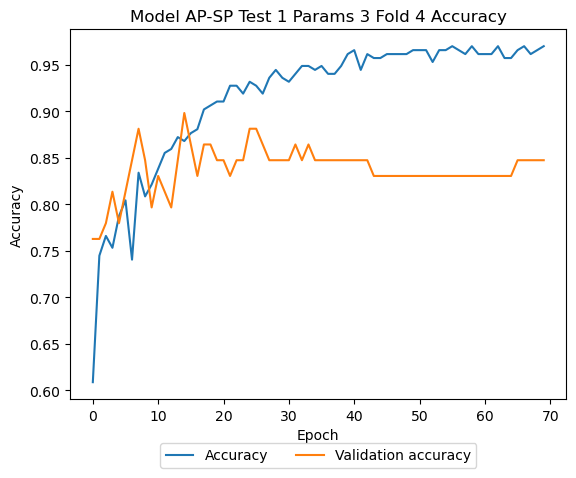 Model AP-SP Test 1 Params 3 Fold 4 Accuracy
Accuracy
0.95
0.90
0.85
0.80
0.75
0.70
0.65
0.60
0 10 20 30 40 50 60 70
Epoch
Accuracy Validation accuracy